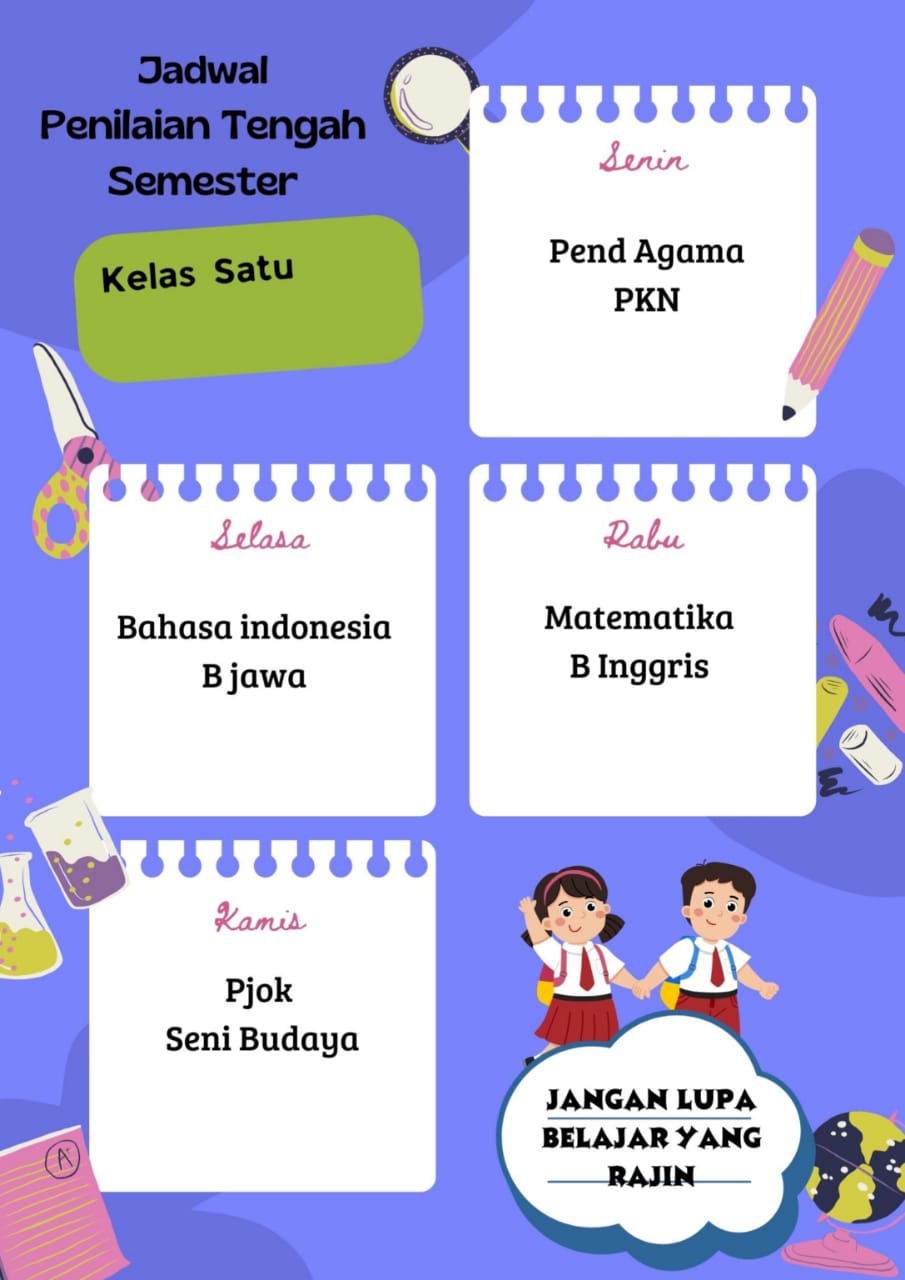 Jadwal
Penilaian Tengah
Semester
Kelas Satu
Senin
Pend Agama
PKN
Selasa
Bahasa indonesia
B jawa
Rabu
Matematika
B Inggris
Kamis
Pjok
Seni Budaya
JANGAN LUPA
BELAJAR YANG
RAJIN
A+